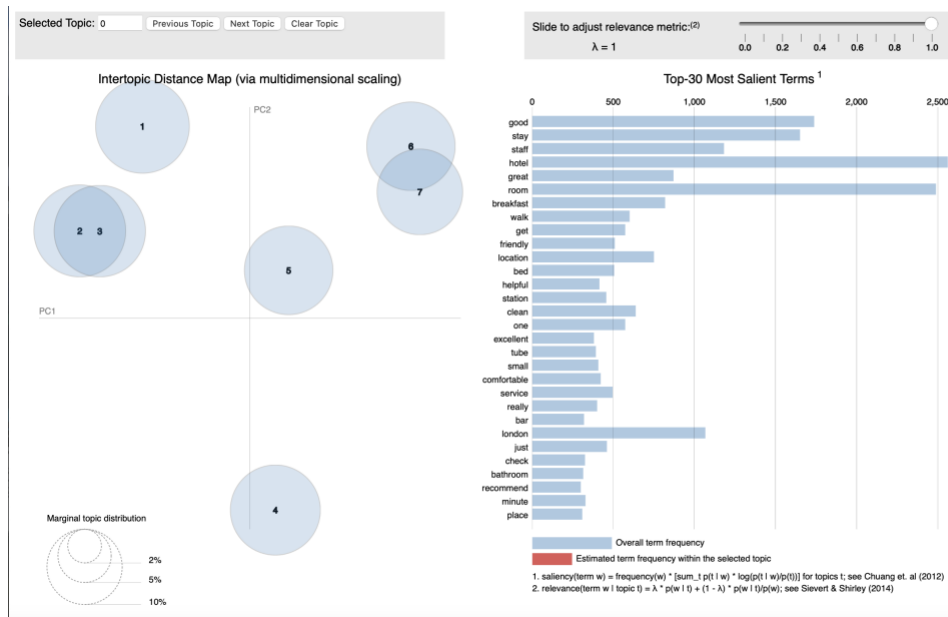 Selected Topic: 0 Previous Topic Next Topic Clear Topic
Slide to adjust relevance metric:(2)
λ = 1
0.0 0.2 0.4 0.6 0.8 1.0
Intertopic Distance Map (via multidimensional scaling)
PC2
PC1
1
2
3
4
5
6
7
Marginal topic distribution
2%
5%
10%
Top-30 Most Salient Terms 1
0 500 1,000 1,500 2,000 2,500
good
stay
staff
hotel
great
room
breakfast
walk
get
friendly
location
bed
helpful
station
clean
one
excellent
tube
small
comfortable
service
really
bar
london
just
check
bathroom
recommend
minute
place
Overall term frequency
Estimated term frequency within the selected topic
1. saliency(term w) = frequency(w) * [sum_t p(t | w) * log(p(t | w)/p(t))] for topics t; see Chuang et. al (2012)
2. relevance(term w | topic t) = λ * p(w | t) + (1 - λ) * p(w | t)/p(w); see Sievert & Shirley (2014)